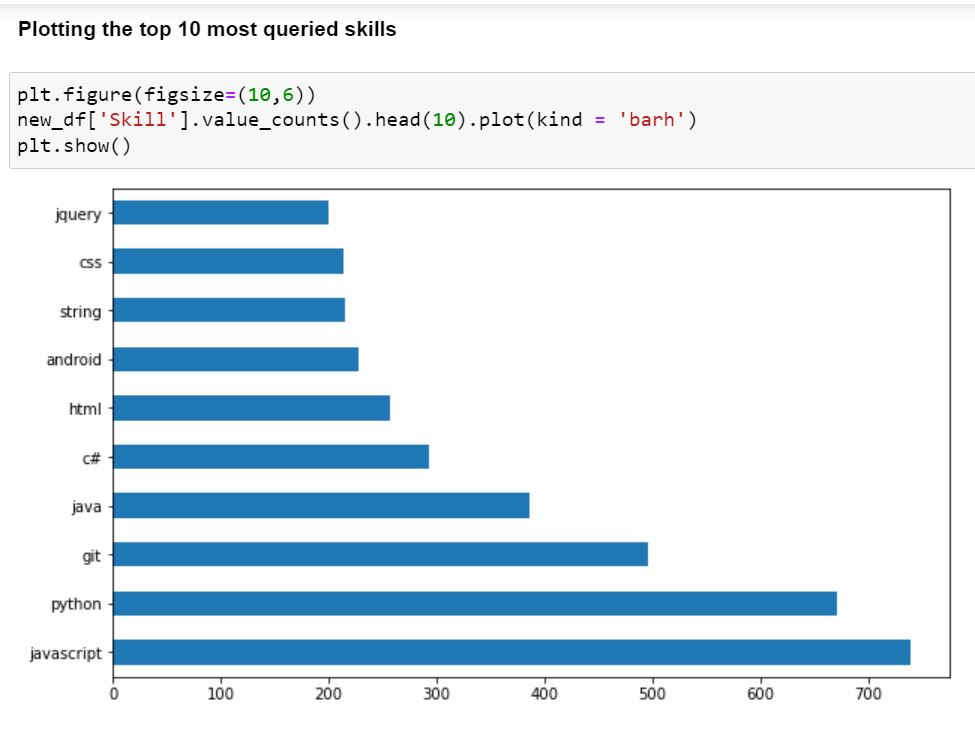 Plotting the top 10 most queried skills
plt.figure(figsize=(10,6))
new_df['Skill'].value_counts().head(10).plot(kind = 'barh')
plt.show()
jquery
css
string
android
html
c#
java
git
python
javascript
0 100 200 300 400 500 600 700